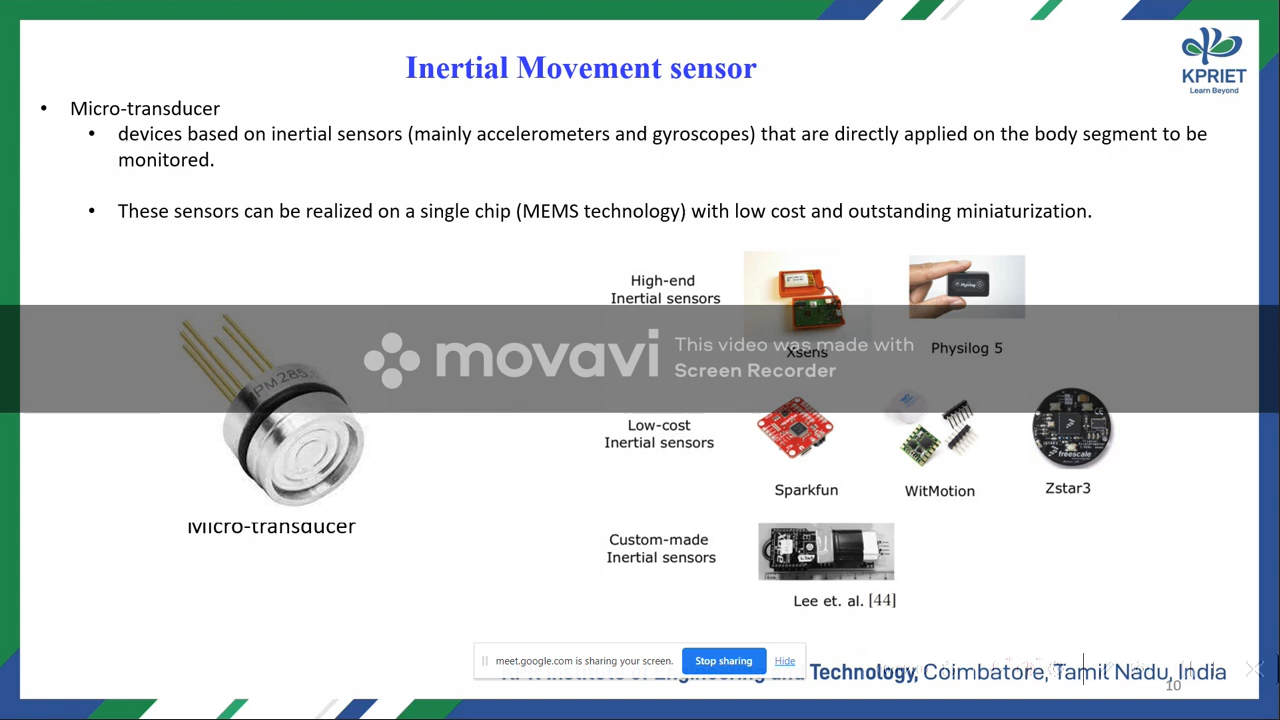 Inertial Movement sensor
KPRIET
Learn Beyond
• Micro-transducer
• devices based on inertial sensors (mainly accelerometers and gyroscopes) that are directly applied on the body segment to be
monitored.
• These sensors can be realized on a single chip (MEMS technology) with low cost and outstanding miniaturization.
High-end
Inertial sensors
Xsens
Physilog 5
movavi
This video was made with
Screen Recorder
PM285
Low-cost
Inertial sensors
freescale
Sparkfun
WitMotion
Zstar3
Micro-transducer
Custom-made
Inertial sensors
Lee et. al. [44]
meet.google.com is sharing your screen.
Stop sharing
Hide
Engineering and Technology, Coimbatore, Tamil Nadu, India
10